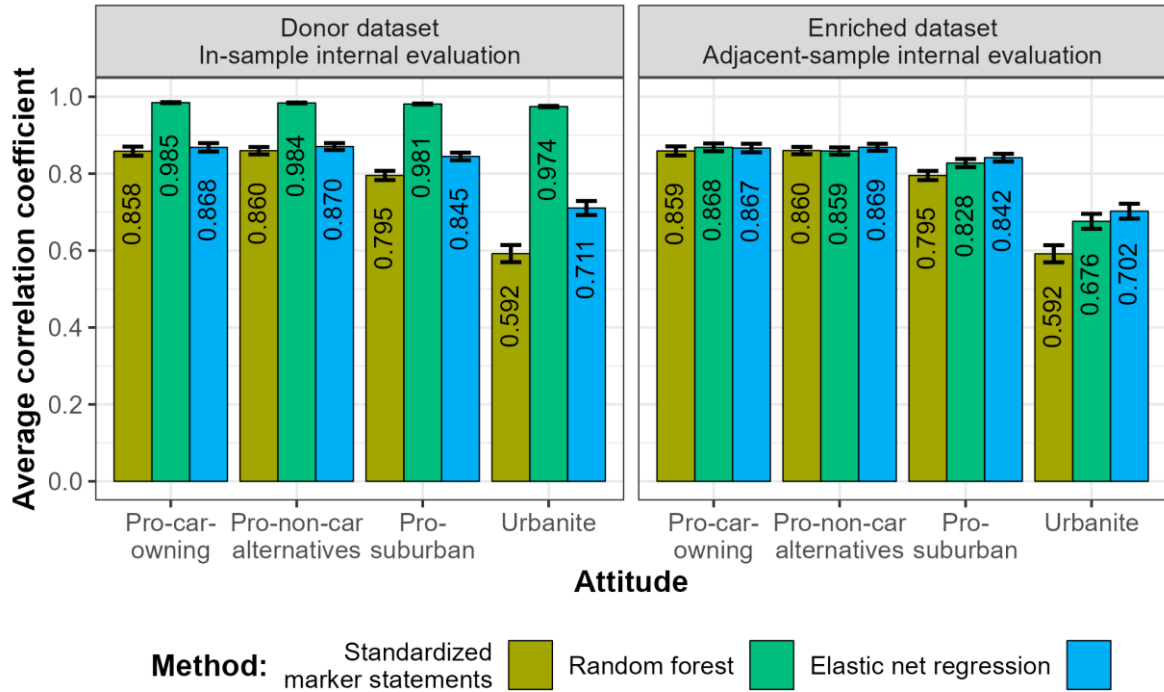 Donor dataset
In-sample internal evaluation
Enriched dataset
Adjacent-sample internal evaluation
Average correlation coefficient
1.0
0.8
0.6
0.4
0.2
0.0
0.858
0.985
0.868
0.860
0.984
0.870
0.795
0.981
0.845
0.592
0.974
0.711
0.859
0.868
0.867
0.860
0.859
0.869
0.795
0.828
0.842
0.592
0.676
0.702
Pro-car-
owning
Pro-non-car
alternatives
Pro-
suburban
Urbanite
Pro-car-
owning
Pro-non-car
alternatives
Pro-
suburban
Urbanite
Attitude
Method:
Standardized
marker statements
Random forest
Elastic net regression